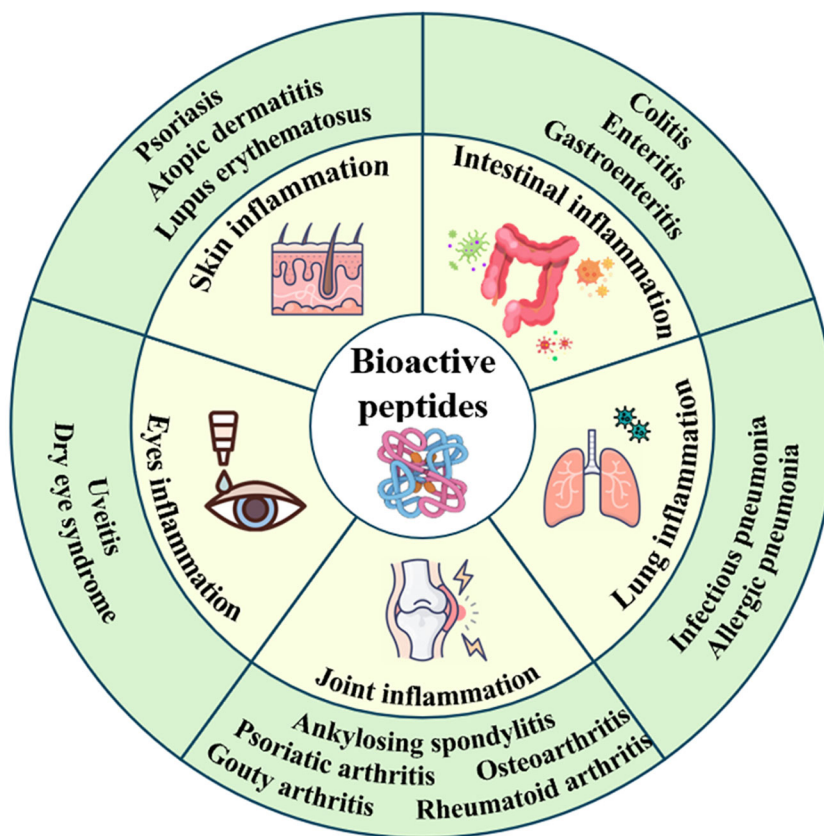 Bioactive
peptides
Skin inflammation
Psoriasis
Atopic dermatitis
Lupus erythematosus
Intestinal inflammation
Colitis
Enteritis
Gastroenteritis
Lung inflammation
Infectious pneumonia
Allergic pneumonia
Joint inflammation
Ankylosing spondylitis
Psoriatic arthritis
Osteoarthritis
Gouty arthritis
Rheumatoid arthritis
Eyes inflammation
Uveitis
Dry eye syndrome